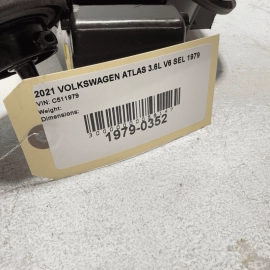 2021 VOLKSWAGEN ATLAS 3.6L V6 SEL 1979
VIN: C511979
Weight:
Dimensions:
1979-0352